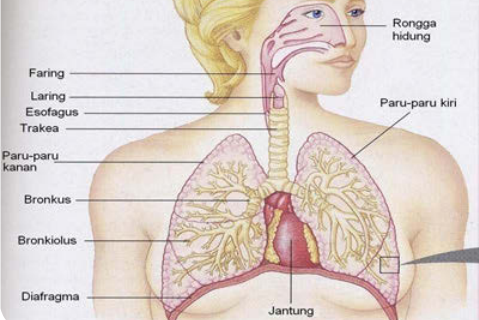 Rongga
hidung
Faring
Laring
Esofagus
Trakea
Paru-paru kiri
Paru-paru
kanan
Bronkus
Bronkiolus
Diafragma
Jantung